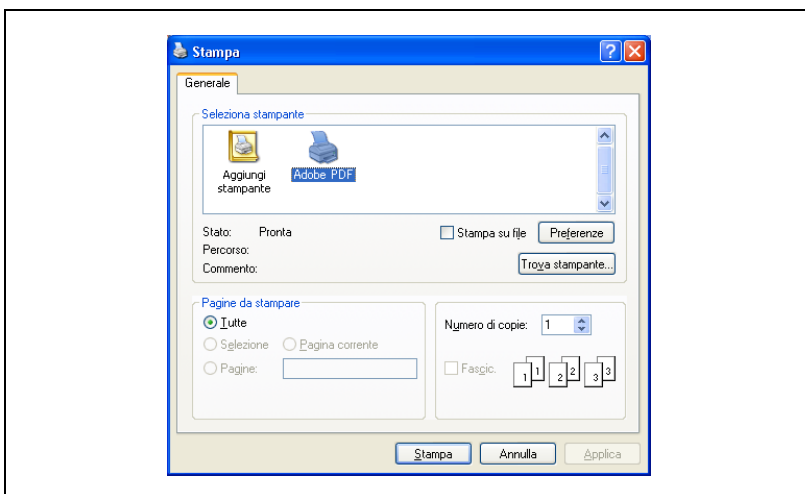 Stampa
Generale
Seleziona stampante
Aggiungi stampante
Adobe PDF
Stato: Pronta
Percorso:
Commento:
Stampa su file
Preferenze
Trova stampante...
Pagine da stampare
Tutte
Selezione
Pagina corrente
Pagine:
Numero di copie: 1
Fascic.
1 1 2 2 3 3
Stampa
Annulla
Applica